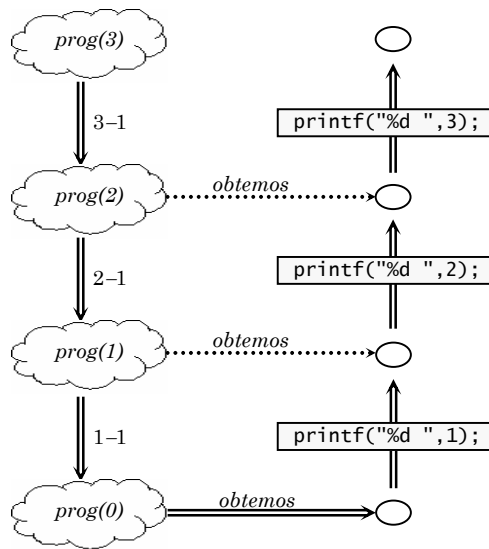 prog(3)
3–1
printf("%d ",3);
prog(2)
obtemos
2–1
printf("%d ",2);
prog(1)
obtemos
1–1
printf("%d ",1);
prog(0)
obtemos